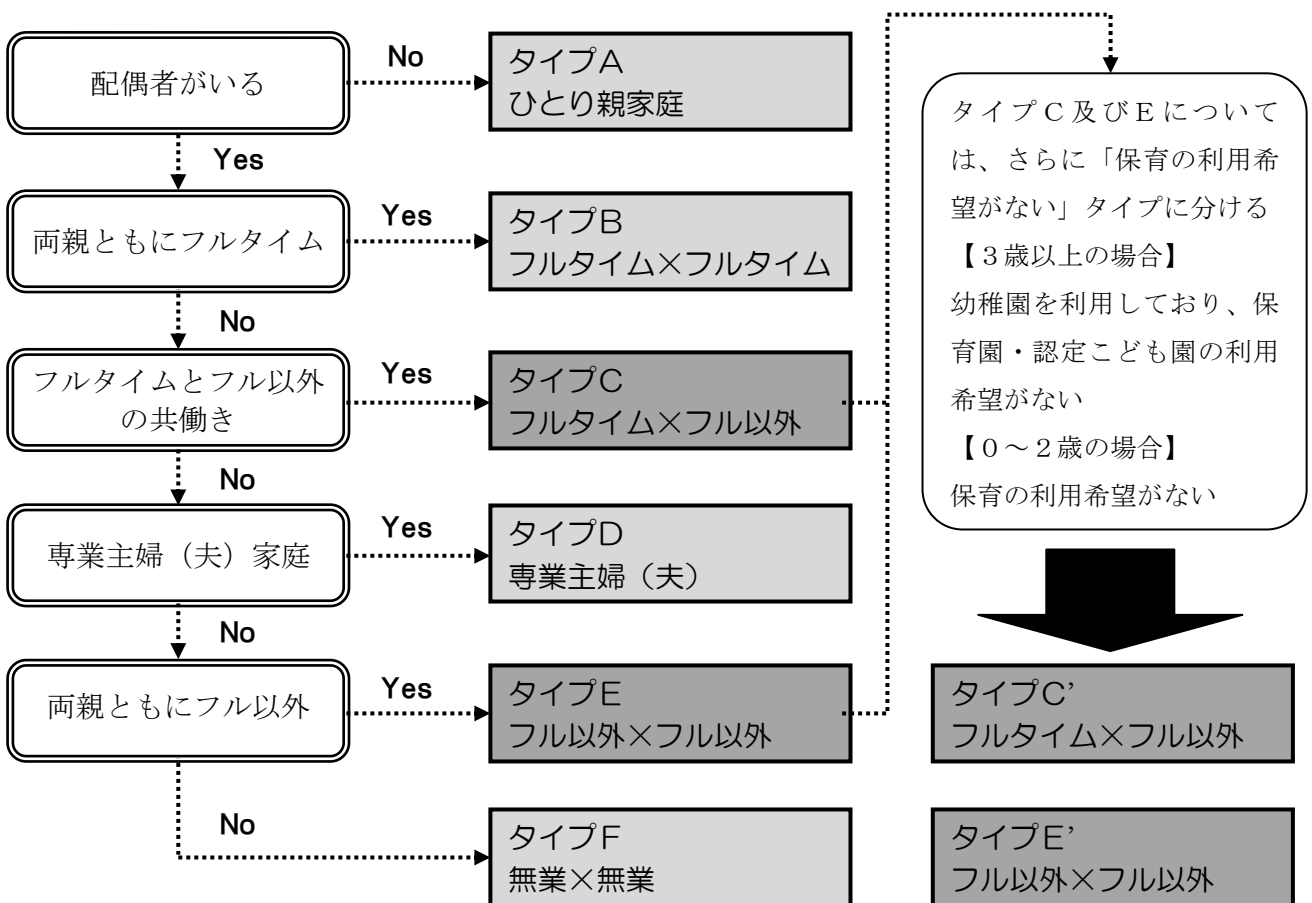 配偶者がいる
No
タイプA
ひとり親家庭
Yes
両親ともにフルタイム
Yes
タイプB
フルタイム×フルタイム
No
フルタイムとフル以外
の共働き
Yes
タイプC
フルタイム×フル以外
No
専業主婦（夫）家庭
Yes
タイプD
専業主婦（夫）
No
両親ともにフル以外
Yes
タイプE
フル以外×フル以外
No
タイプF
無業×無業
タイプＣ及びＥについて
は、さらに「保育の利用希
望がない」タイプに分ける
【３歳以上の場合】
幼稚園を利用しており、保
育園・認定こども園の利用
希望がない
【０～２歳の場合】
保育の利用希望がない
タイプC’
フルタイム×フル以外
タイプE’
フル以外×フル以外